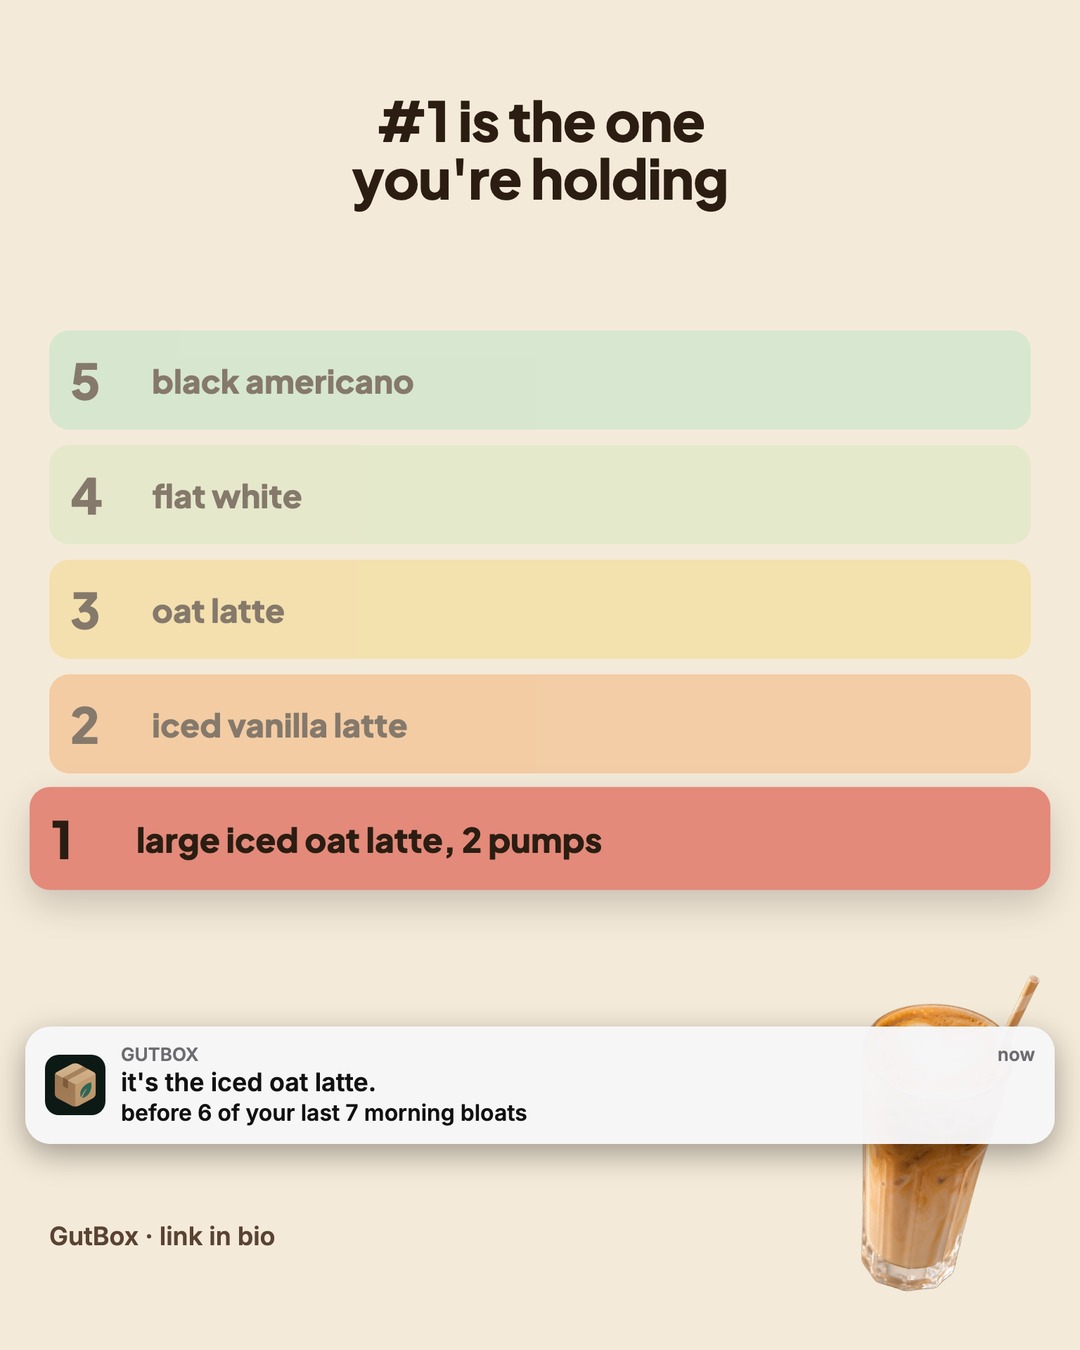 #1 is the one
you're holding
5 black americano
4 flat white
3 oat latte
2 iced vanilla latte
1 large iced oat latte, 2 pumps
GUTBOX now
it's the iced oat latte.
before 6 of your last 7 morning bloats
GutBox · link in bio